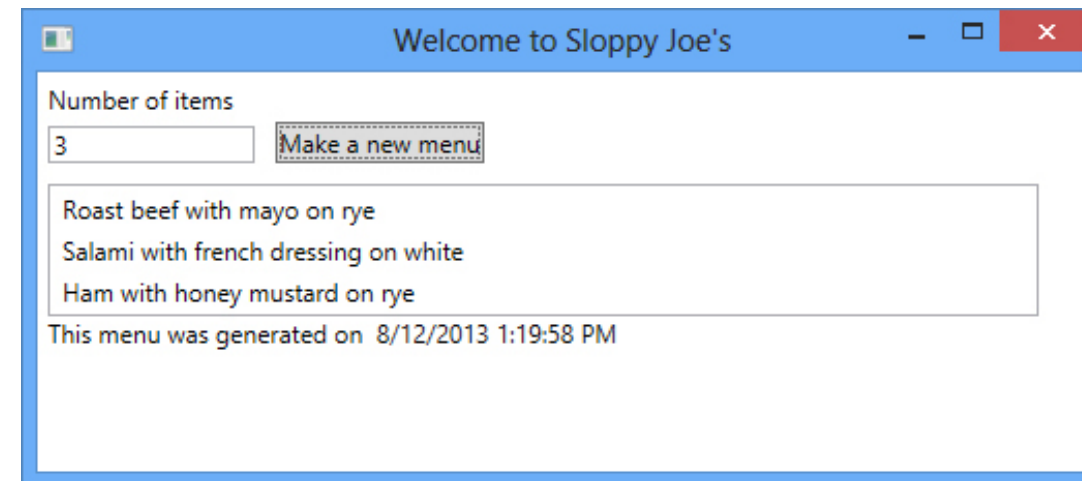 Welcome to Sloppy Joe's
Number of items
3
Make a new menu
Roast beef with mayo on rye
Salami with french dressing on white
Ham with honey mustard on rye
This menu was generated on 8/12/2013 1:19:58 PM